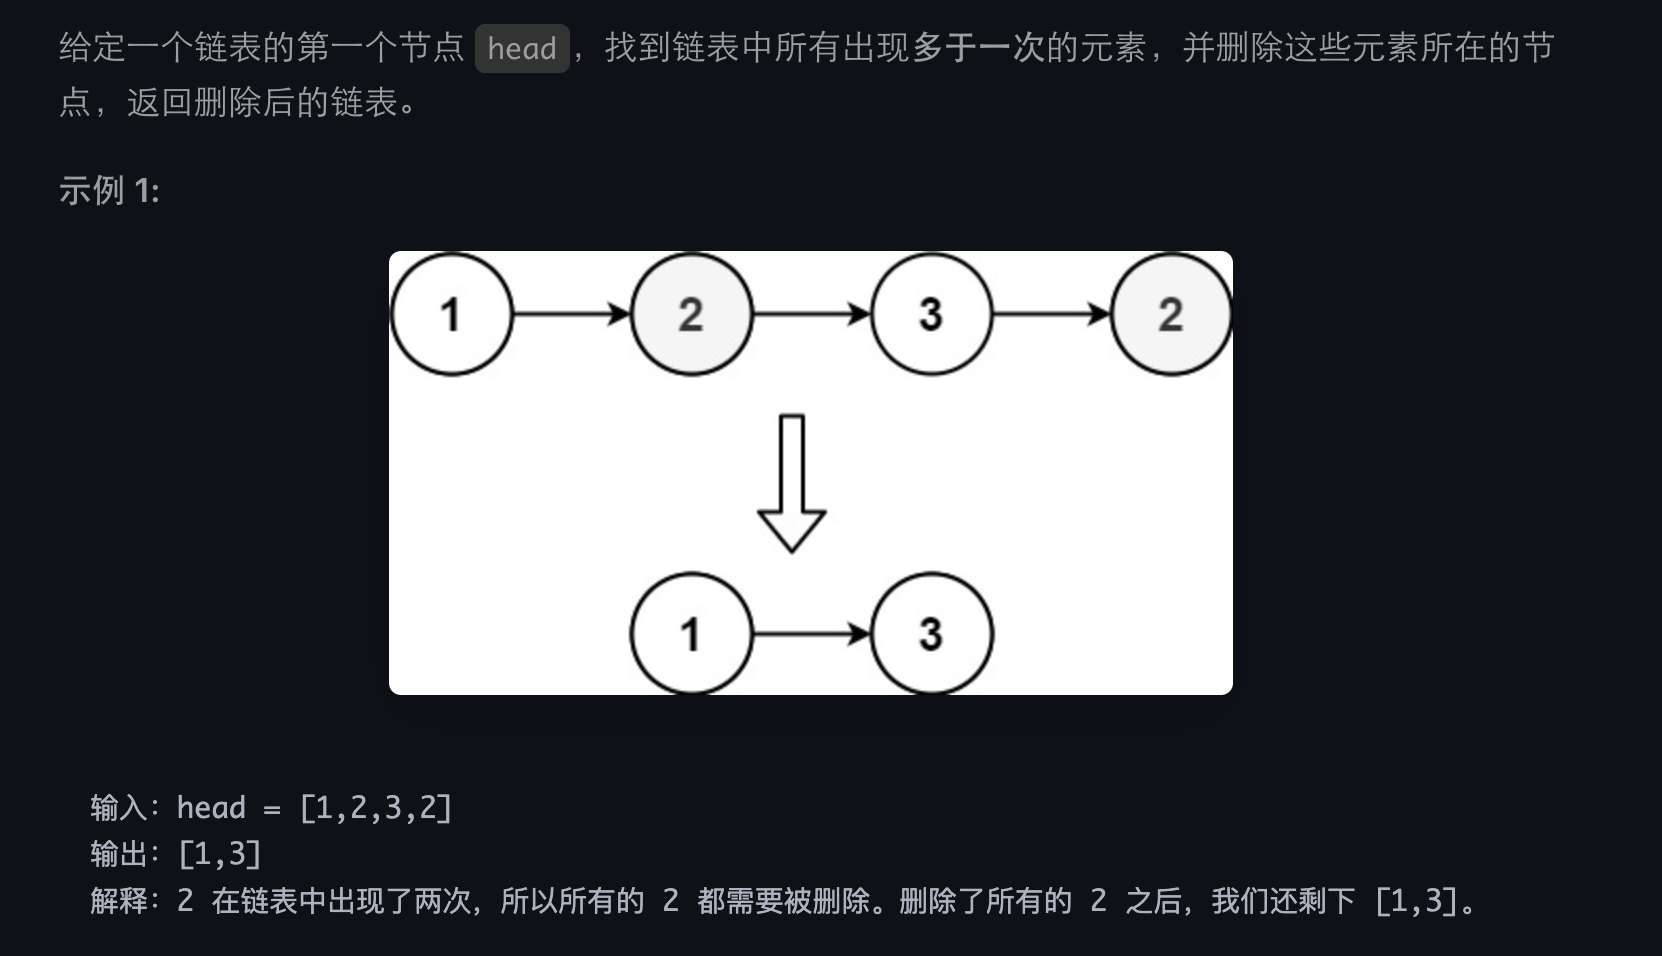 给定一个链表的第一个节点 head，找到链表中所有出现多于一次的元素，并删除这些元素所在的节
点，返回删除后的链表。
示例 1:
1 2 3 2
1 3
输入：head = [1,2,3,2]
输出：[1,3]
解释：2 在链表中出现了两次，所以所有的 2 都需要被删除。删除了所有的 2 之后，我们还剩下 [1,3]。